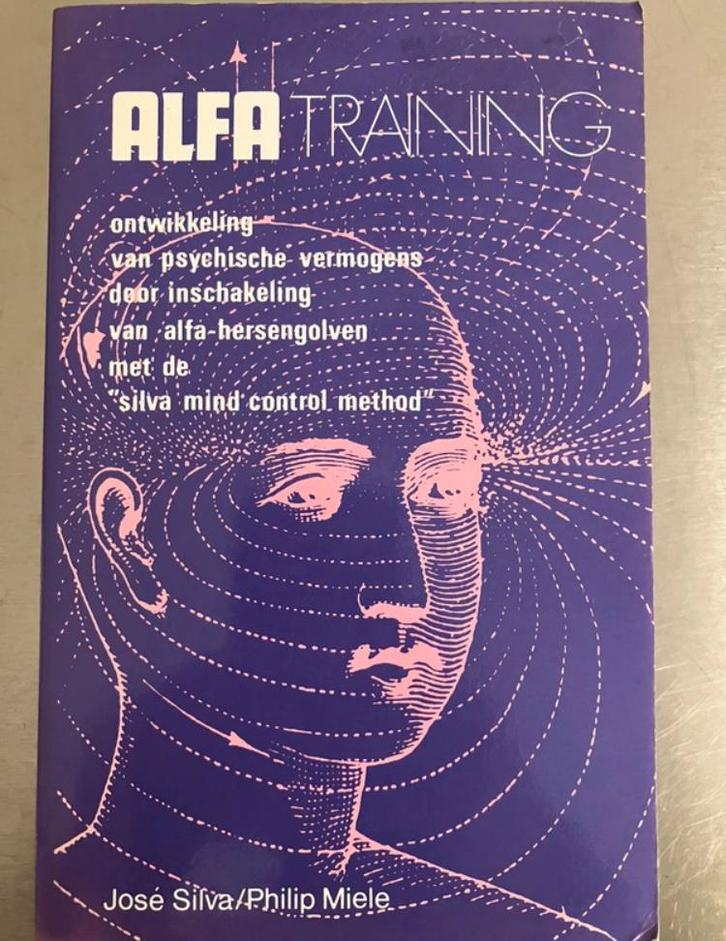 ALFA TRAINING
ontwikkeling
van psychische vermogens
door inschakeling
van alfa-hersengolven
met de
"silva mind control method"
José Silva/Philip Miele